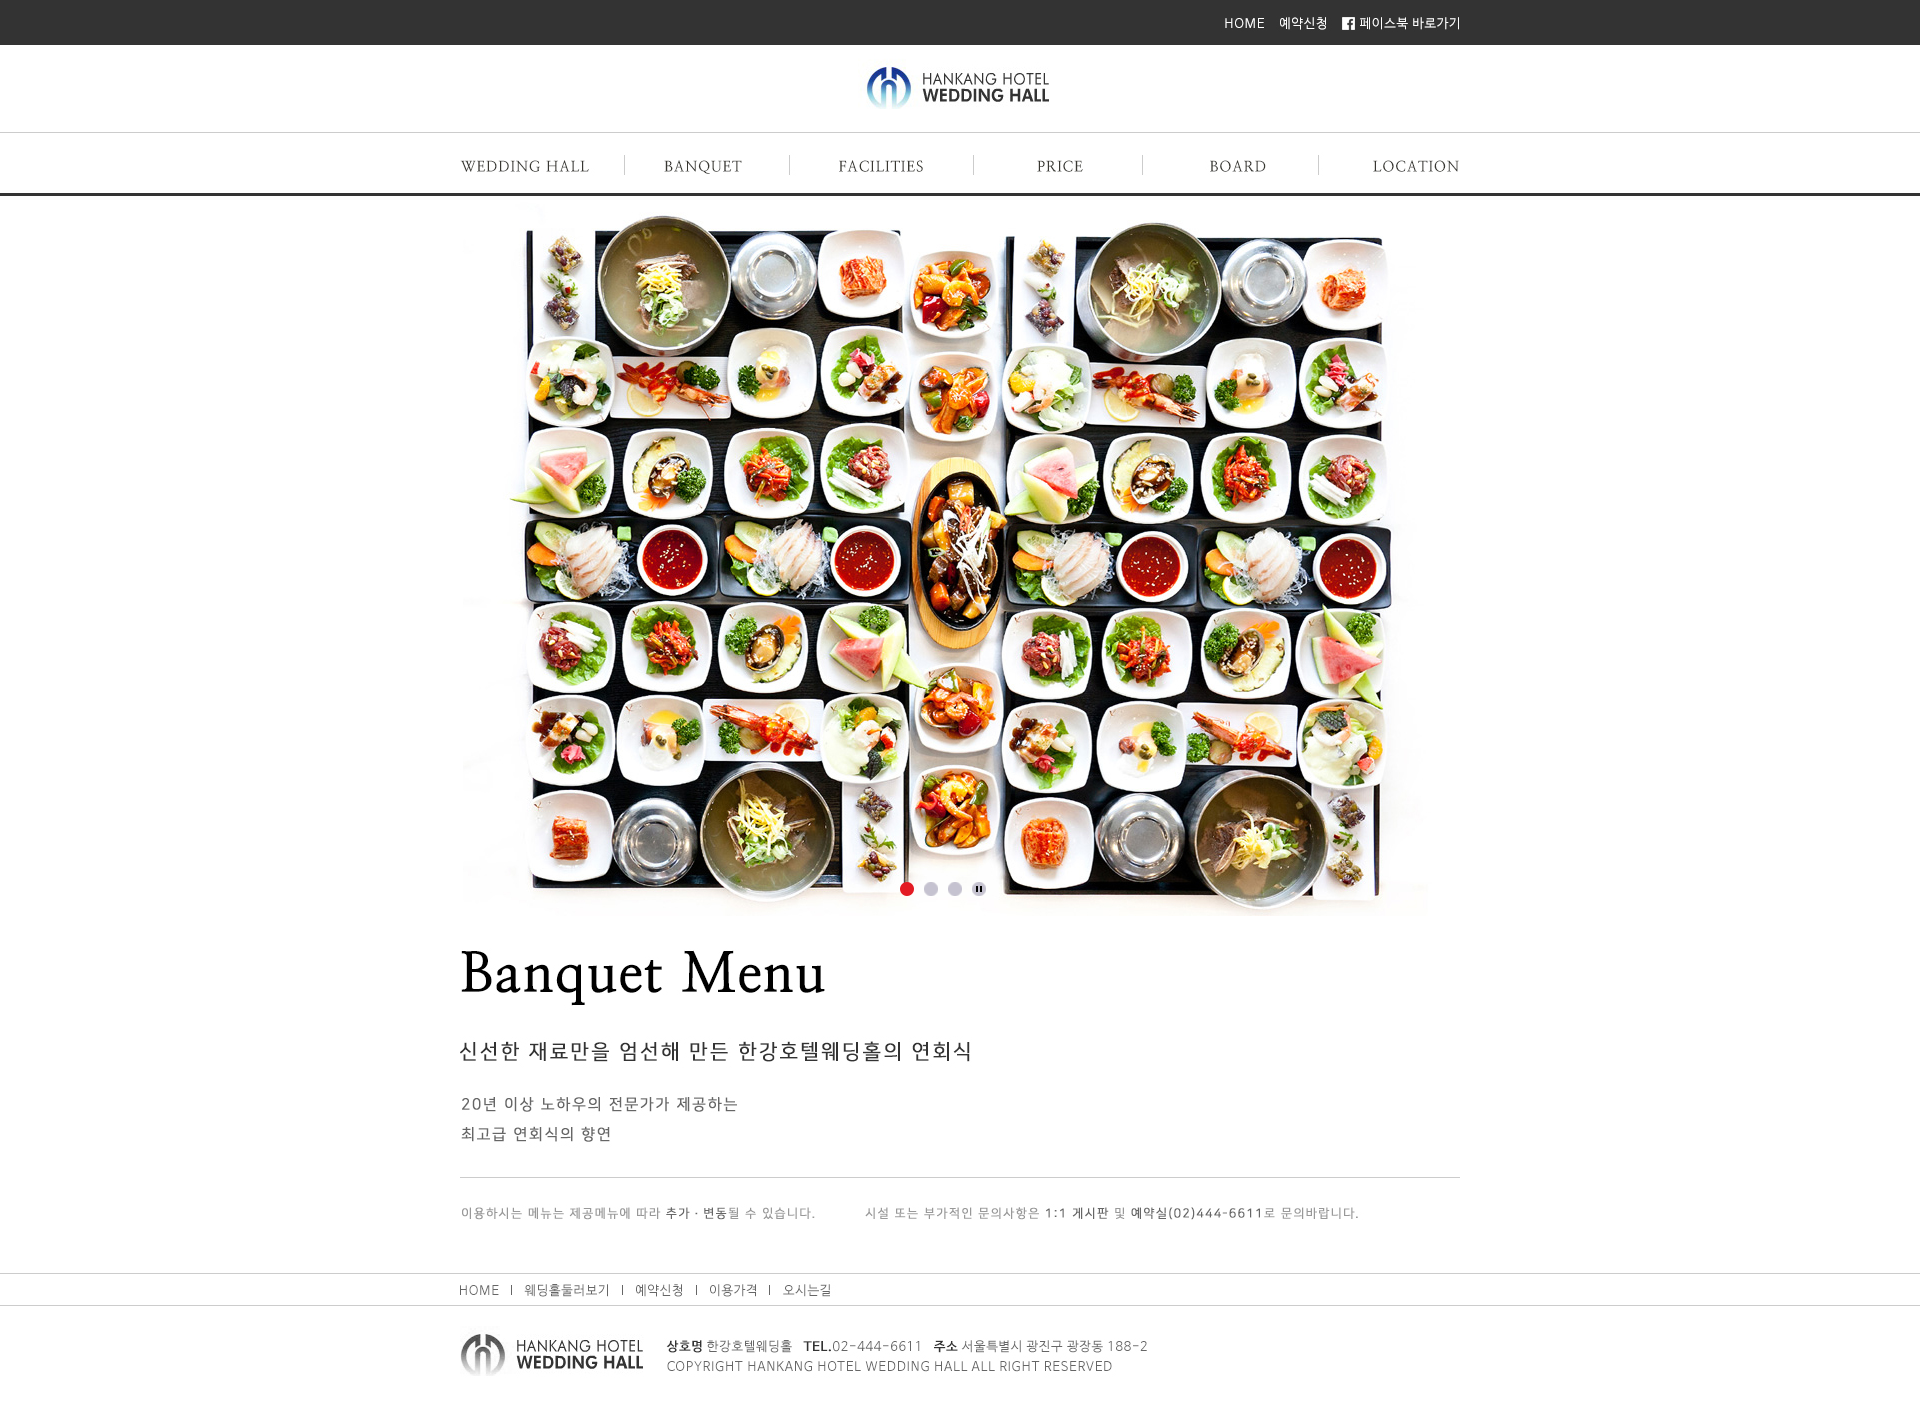 HOME 예약신청 페이스북 바로가기
HANKANG HOTEL
WEDDING HALL
WEDDING HALL BANQUET FACILITIES PRICE BOARD LOCATION
Banquet Menu
신선한 재료만을 엄선해 만든 한강호텔웨딩홀의 연회식
20년 이상 노하우의 전문가가 제공하는
최고급 연회식의 향연
이용하시는 메뉴는 제공메뉴에 따라 추가 · 변동될 수 있습니다.
시설 또는 부가적인 문의사항은 1:1 게시판 및 예약실(02)444-6611로 문의바랍니다.
HOME | 웨딩홀둘러보기 | 예약신청 | 이용가격 | 오시는길
HANKANG HOTEL
WEDDING HALL
상호명 한강호텔웨딩홀 TEL.02-444-6611 주소 서울특별시 광진구 광장동 188-2
COPYRIGHT HANKANG HOTEL WEDDING HALL ALL RIGHT RESERVED